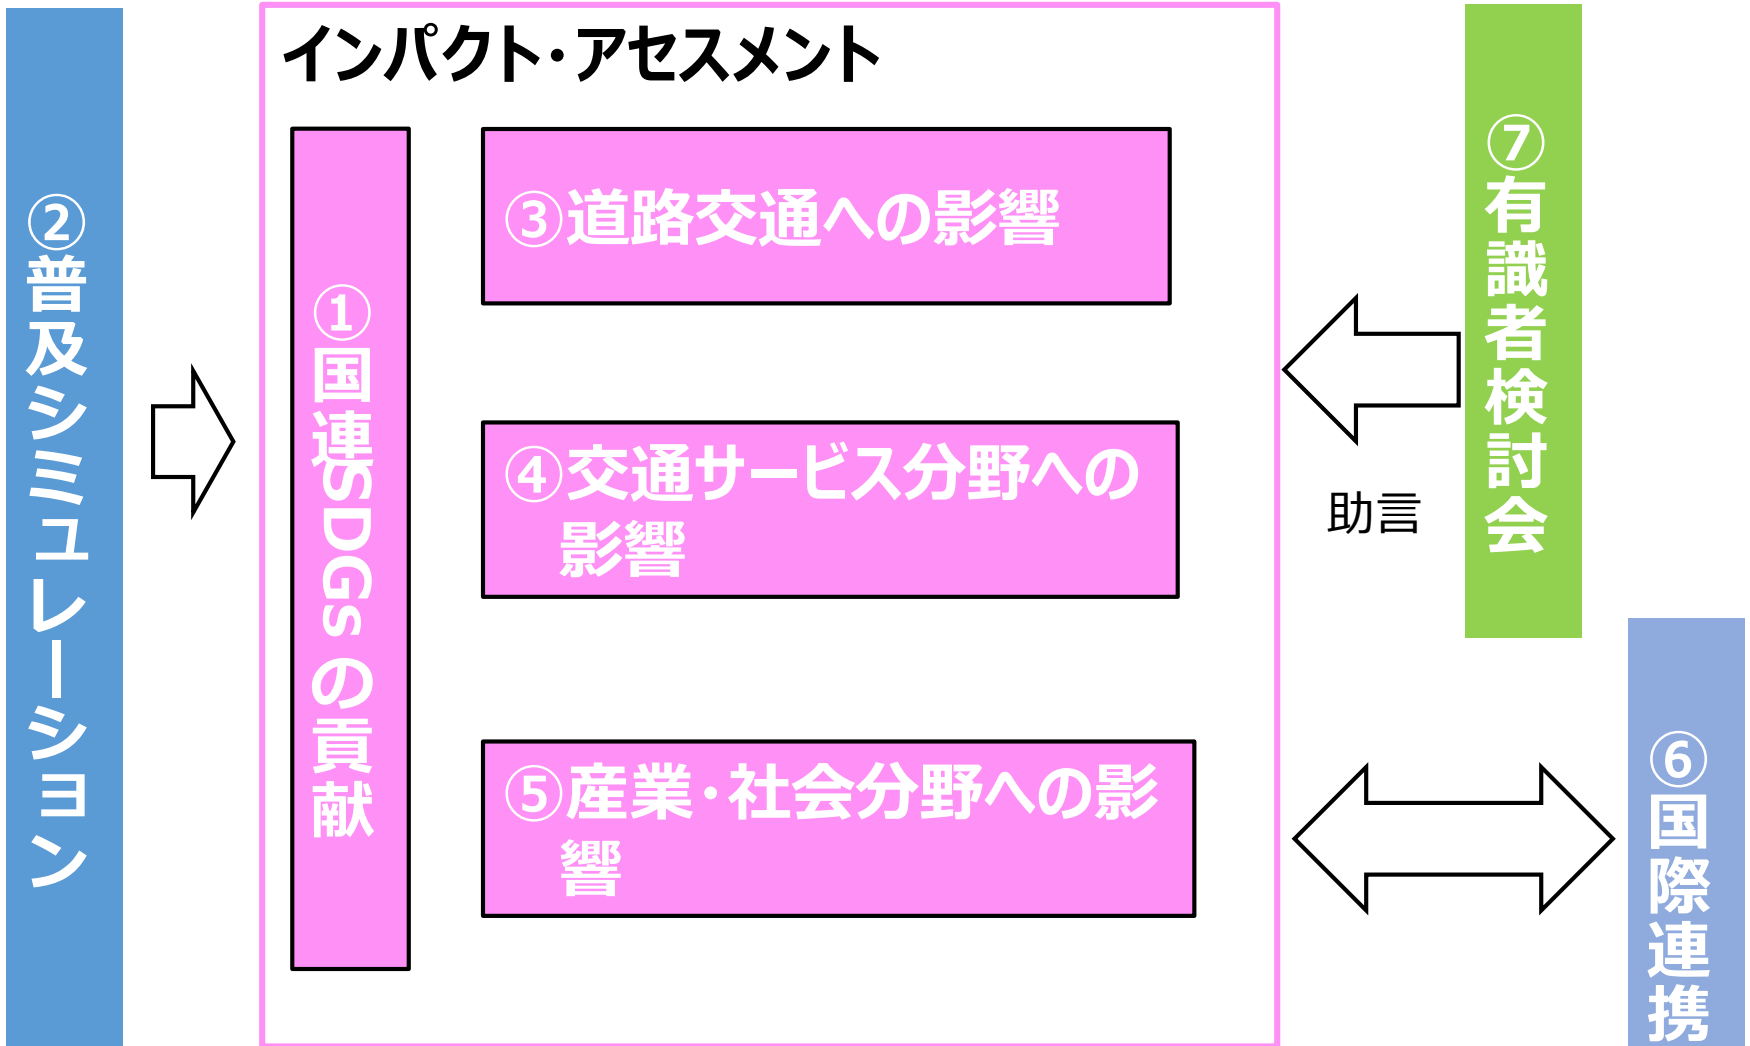 インパクト・アセスメント
②普及シミュレーション
①国連SDGsの貢献
③道路交通への影響
④交通サービス分野への
影響
⑤産業・社会分野への影
響
⑦有識者検討会
助言
⑥国際連携